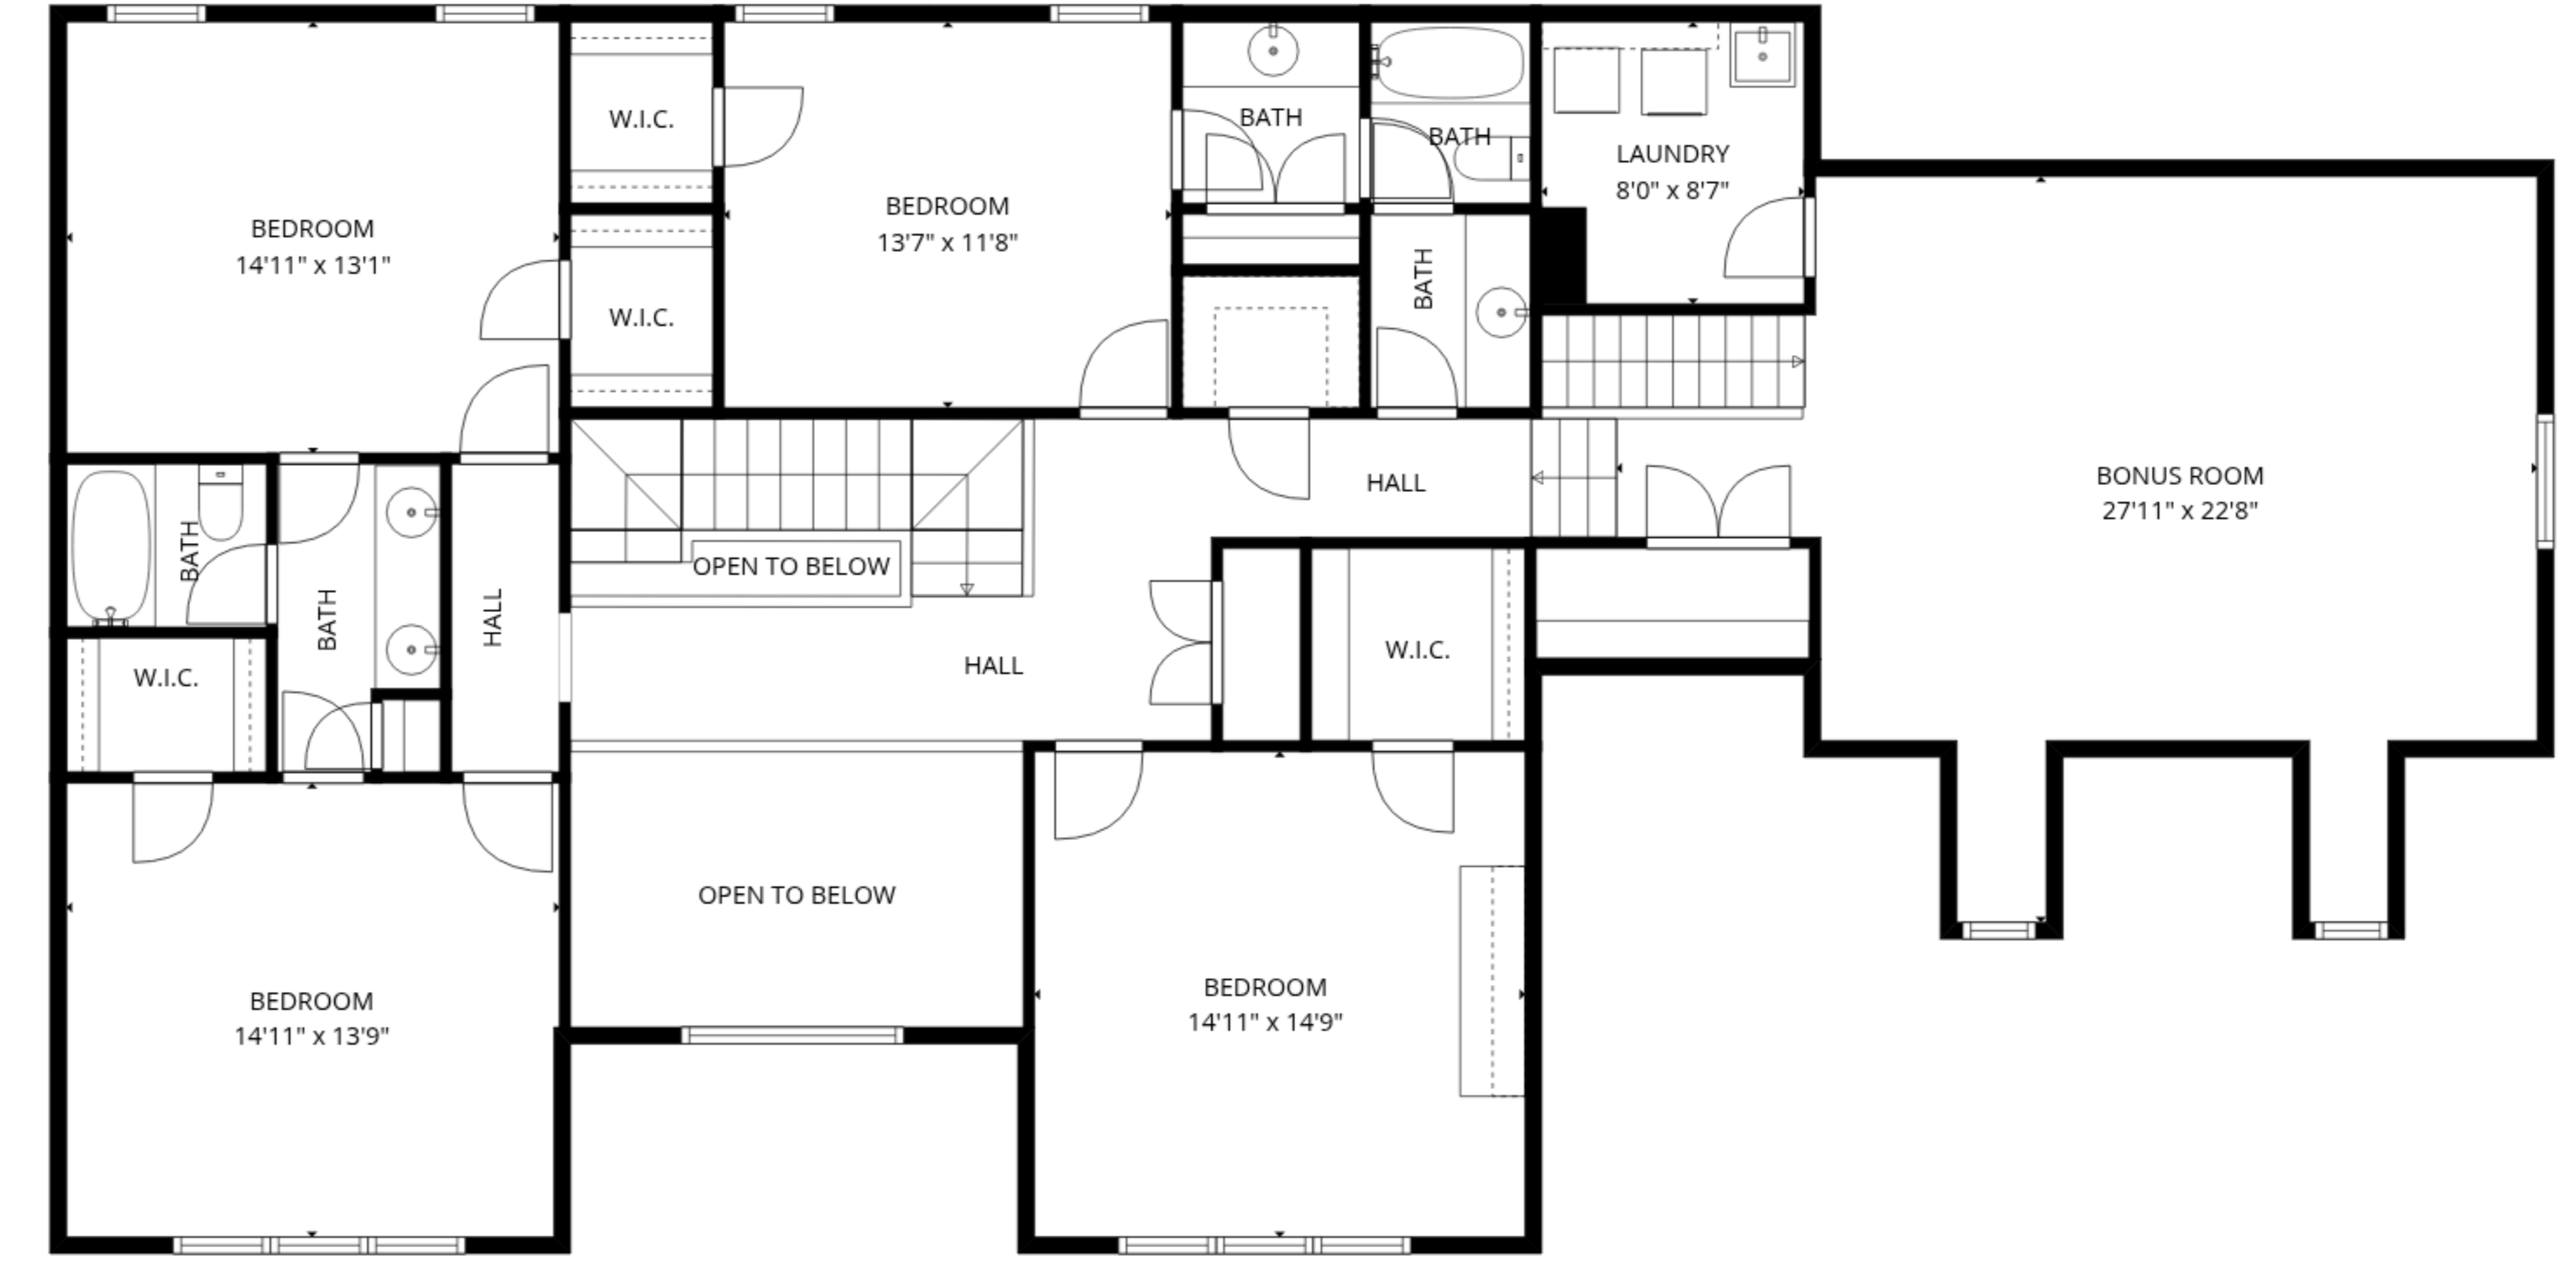 W.I.C.
BATH
BATH
LAUNDRY
8'0" x 8'7"
BEDROOM
14'11" x 13'1"
BEDROOM
13'7" x 11'8"
W.I.C.
BATH
HALL
BONUS ROOM
27'11" x 22'8"
BATH
OPEN TO BELOW
BATH
HALL
W.I.C.
HALL
W.I.C.
OPEN TO BELOW
BEDROOM
14'11" x 13'9"
BEDROOM
14'11" x 14'9"